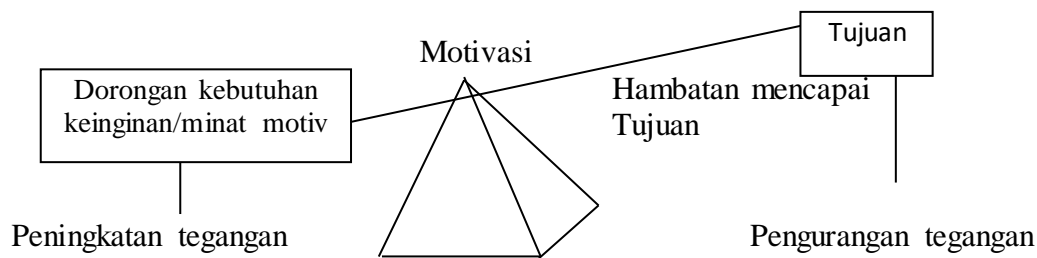 Tujuan
Motivasi
Dorongan kebutuhan
keinginan/minat motiv
Hambatan mencapai
Tujuan
Peningkatan tegangan
Pengurangan tegangan